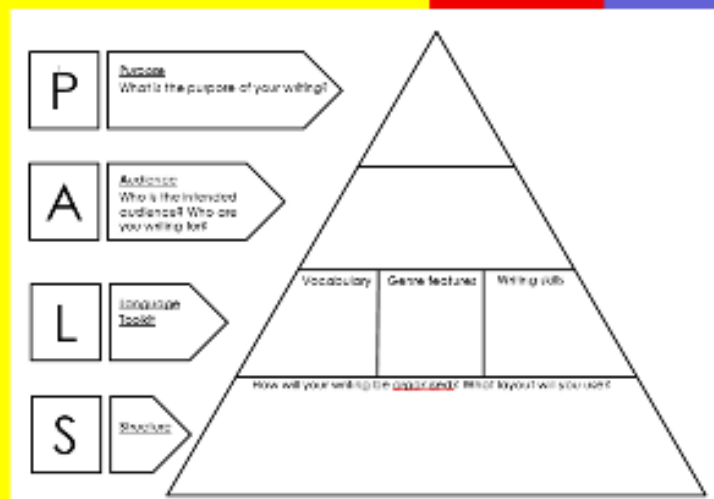 P
Purpose
What is the purpose of your writing?
A
Audience
Who is the intended
audience? Who are
you writing for?
Vocabulary
Genre features
Writing skills
L
Language
Toolkit
How will your writing be organised? What layout will you use?
S
Structure